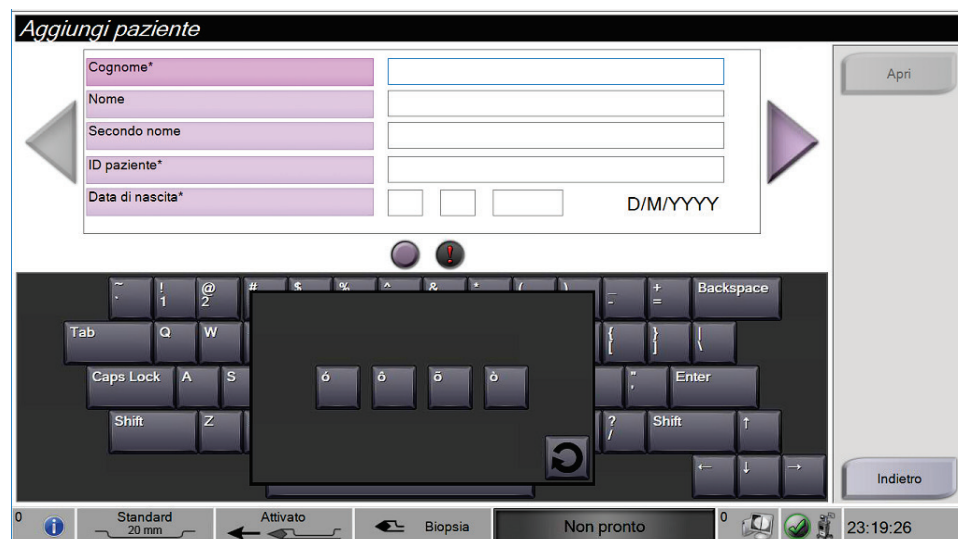 Aggiungi paziente
Cognome*
Apri
Nome
Secondo nome
ID paziente*
Data di nascita* D/M/YYYY
~ ! @ # $ % ^ & * ( ) _ + Backspace
` 1 2 - =
Tab Q W { } |
[ ] \
Caps Lock A S ó ô õ ò " Enter
'
Shift Z ? Shift ↑
/
← ↓ →
Indietro
0 Standard Attivato Biopsia Non pronto 0 23:19:26
20 mm